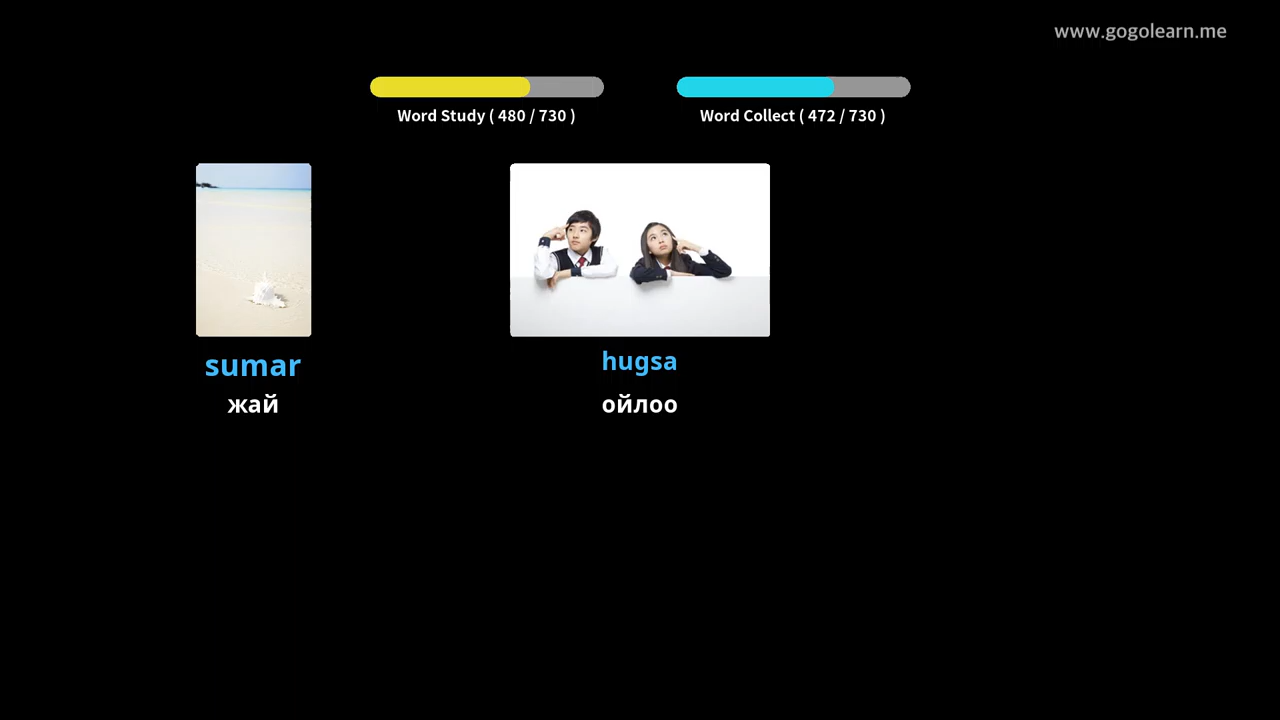 www.gogolearn.me
Word Study ( 480 / 730 )
Word Collect ( 472 / 730 )
sumar
жай
hugsa
ойлоо